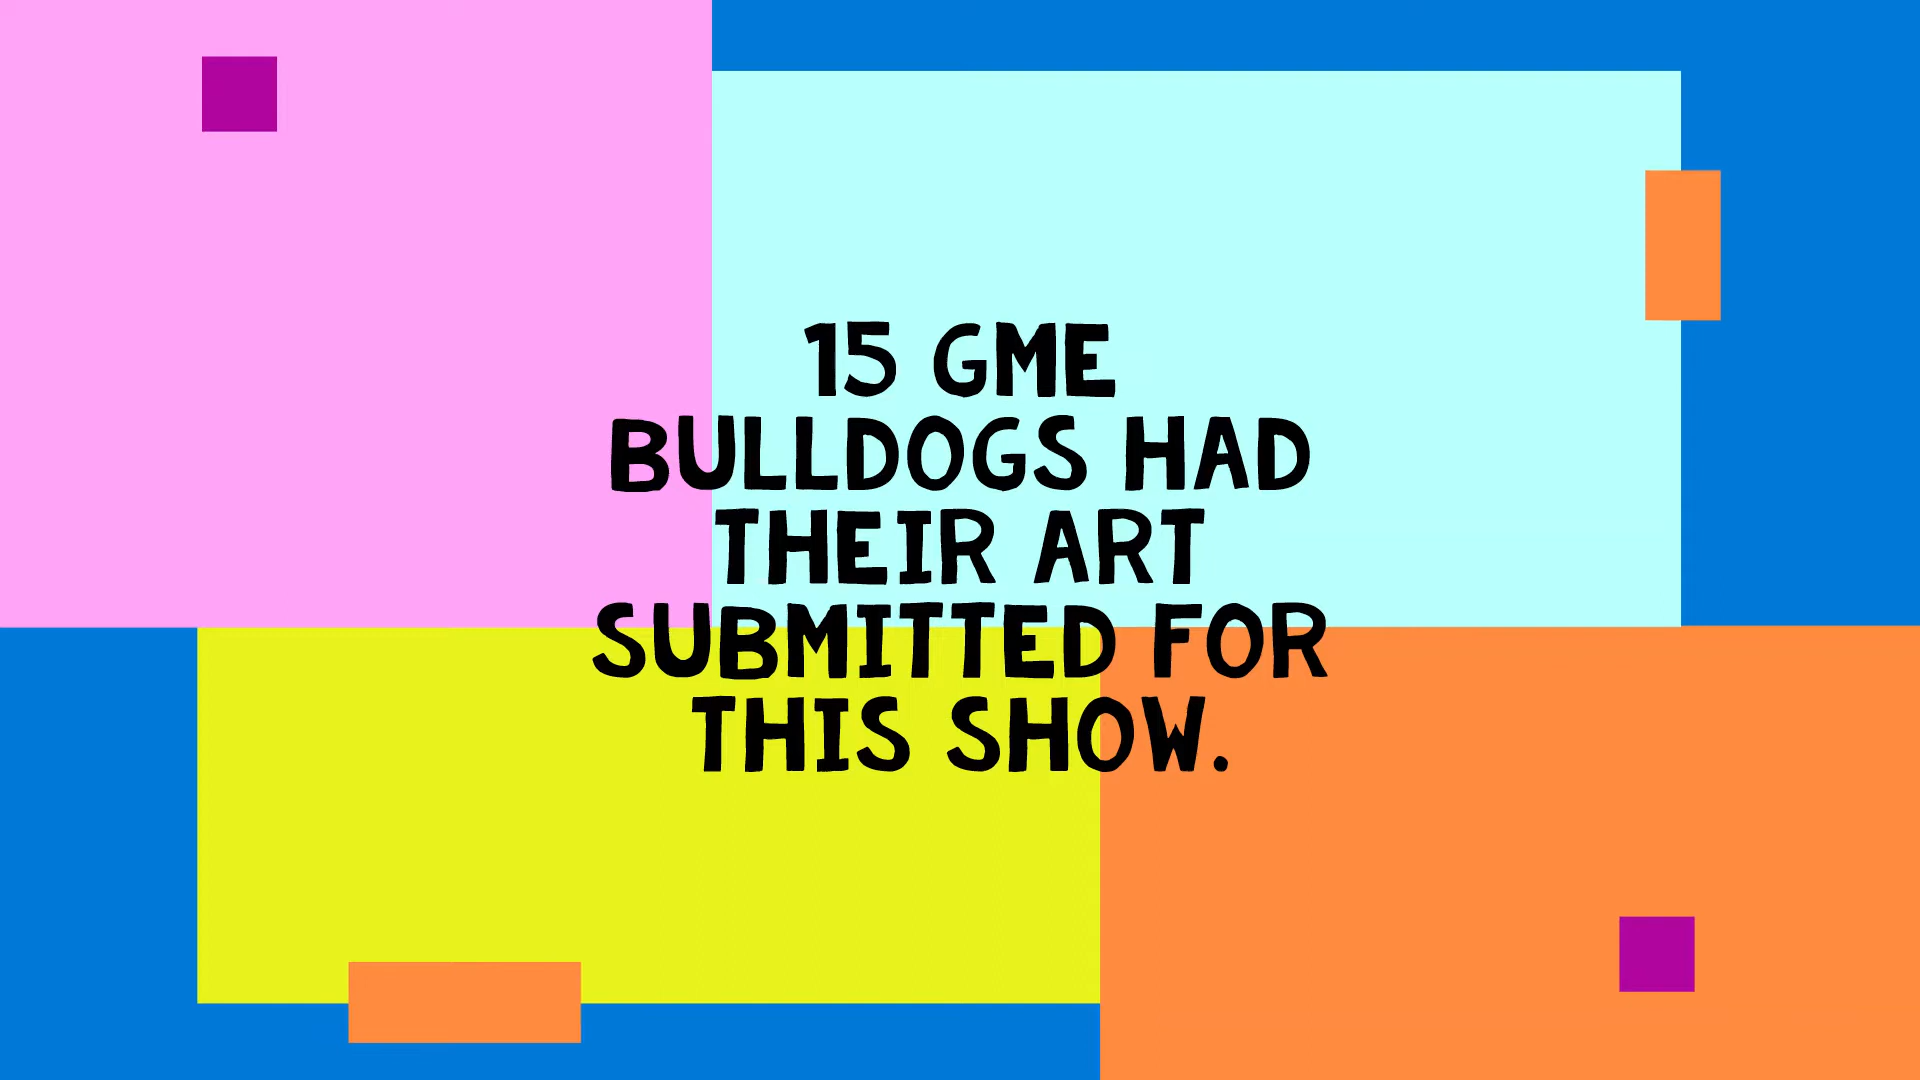 15 GME
BULLDOGS HAD
THEIR ART
SUBMITTED FOR
THIS SHOW.